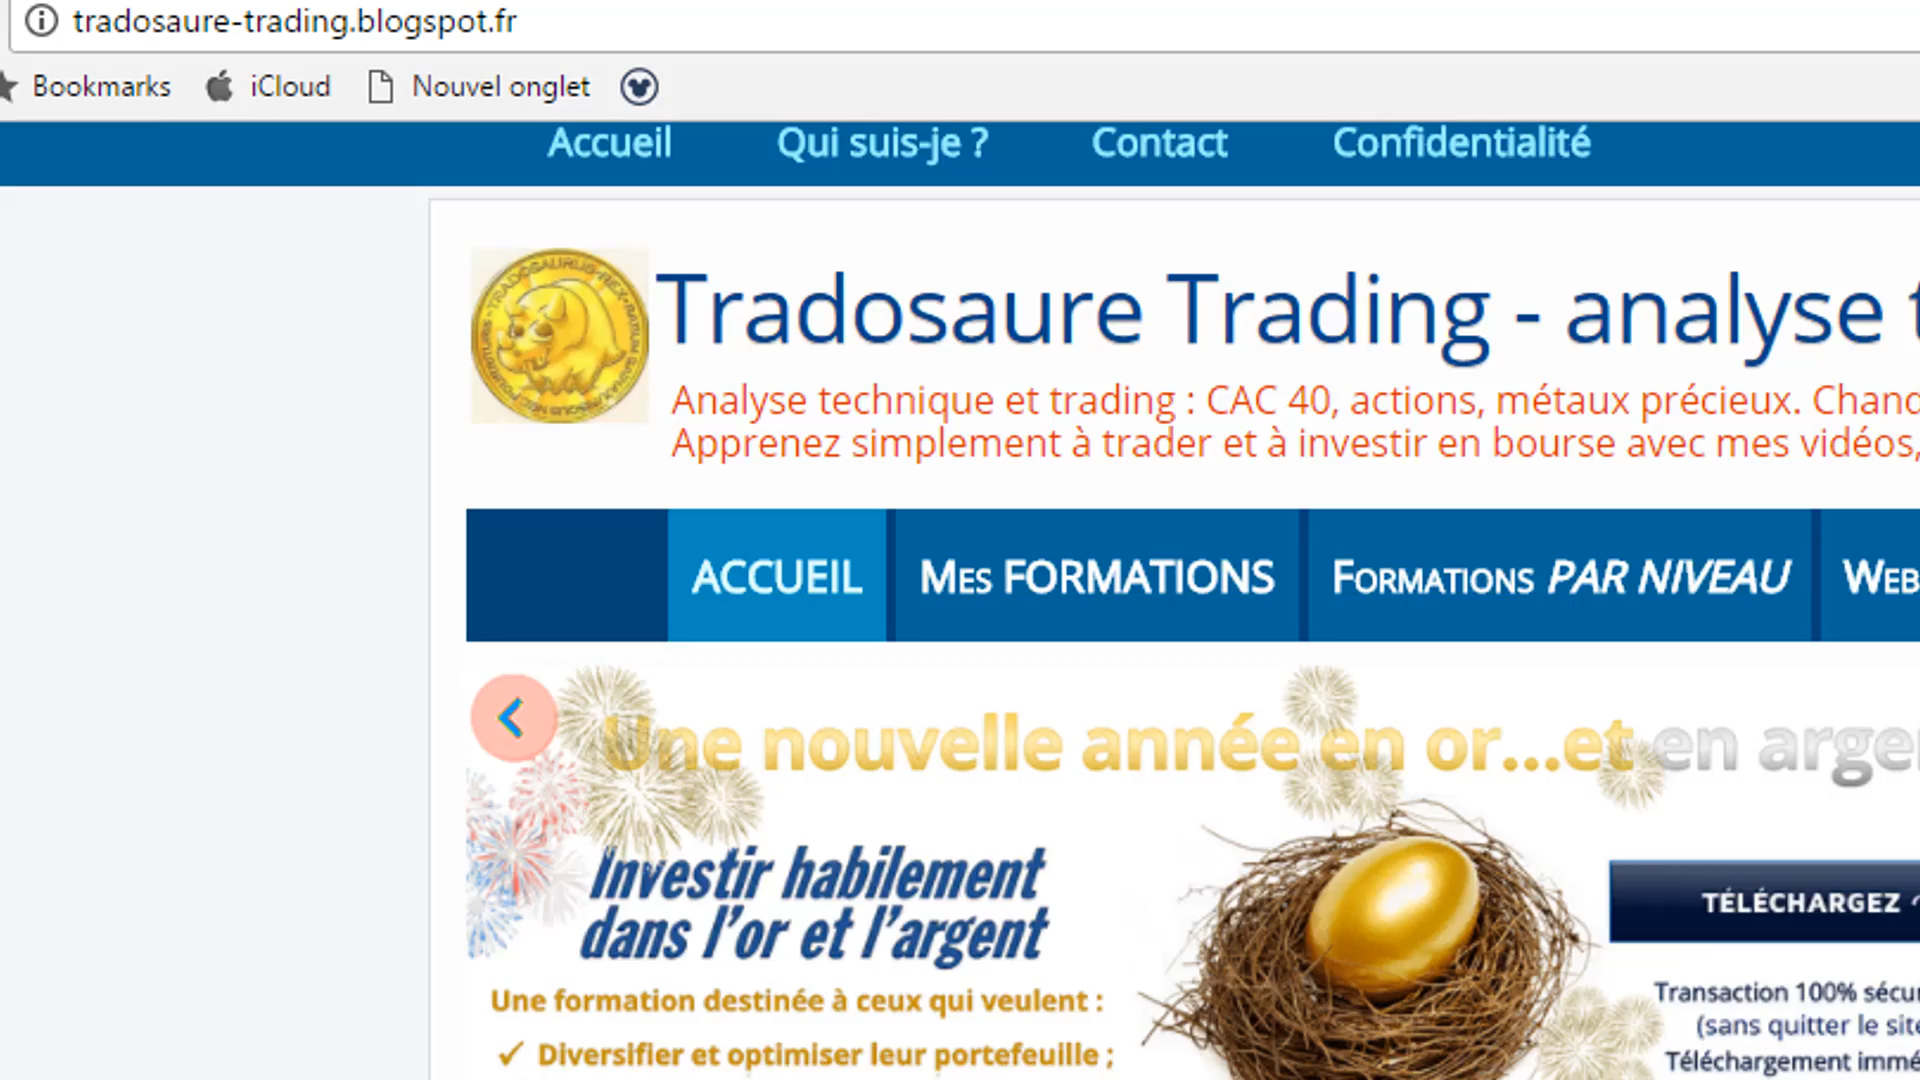 tradosaure-trading.blogspot.fr
Bookmarks iCloud Nouvel onglet
Accueil Qui suis-je ? Contact Confidentialité
Tradosaure Trading - analyse
Analyse technique et trading : CAC 40, actions, métaux précieux.
Apprenez simplement à trader et à investir en bourse avec mes vidéos,
ACCUEIL Mes FORMATIONS Formations PAR NIVEAU
Une nouvelle année en or...et en
Investir habilement
dans l'or et l'argent
TÉLÉCHARGEZ
Une formation destinée à ceux qui veulent :
✓ Diversifier et optimiser leur portefeuille ;
Transaction 100%
(sans quitter le
Téléchargement